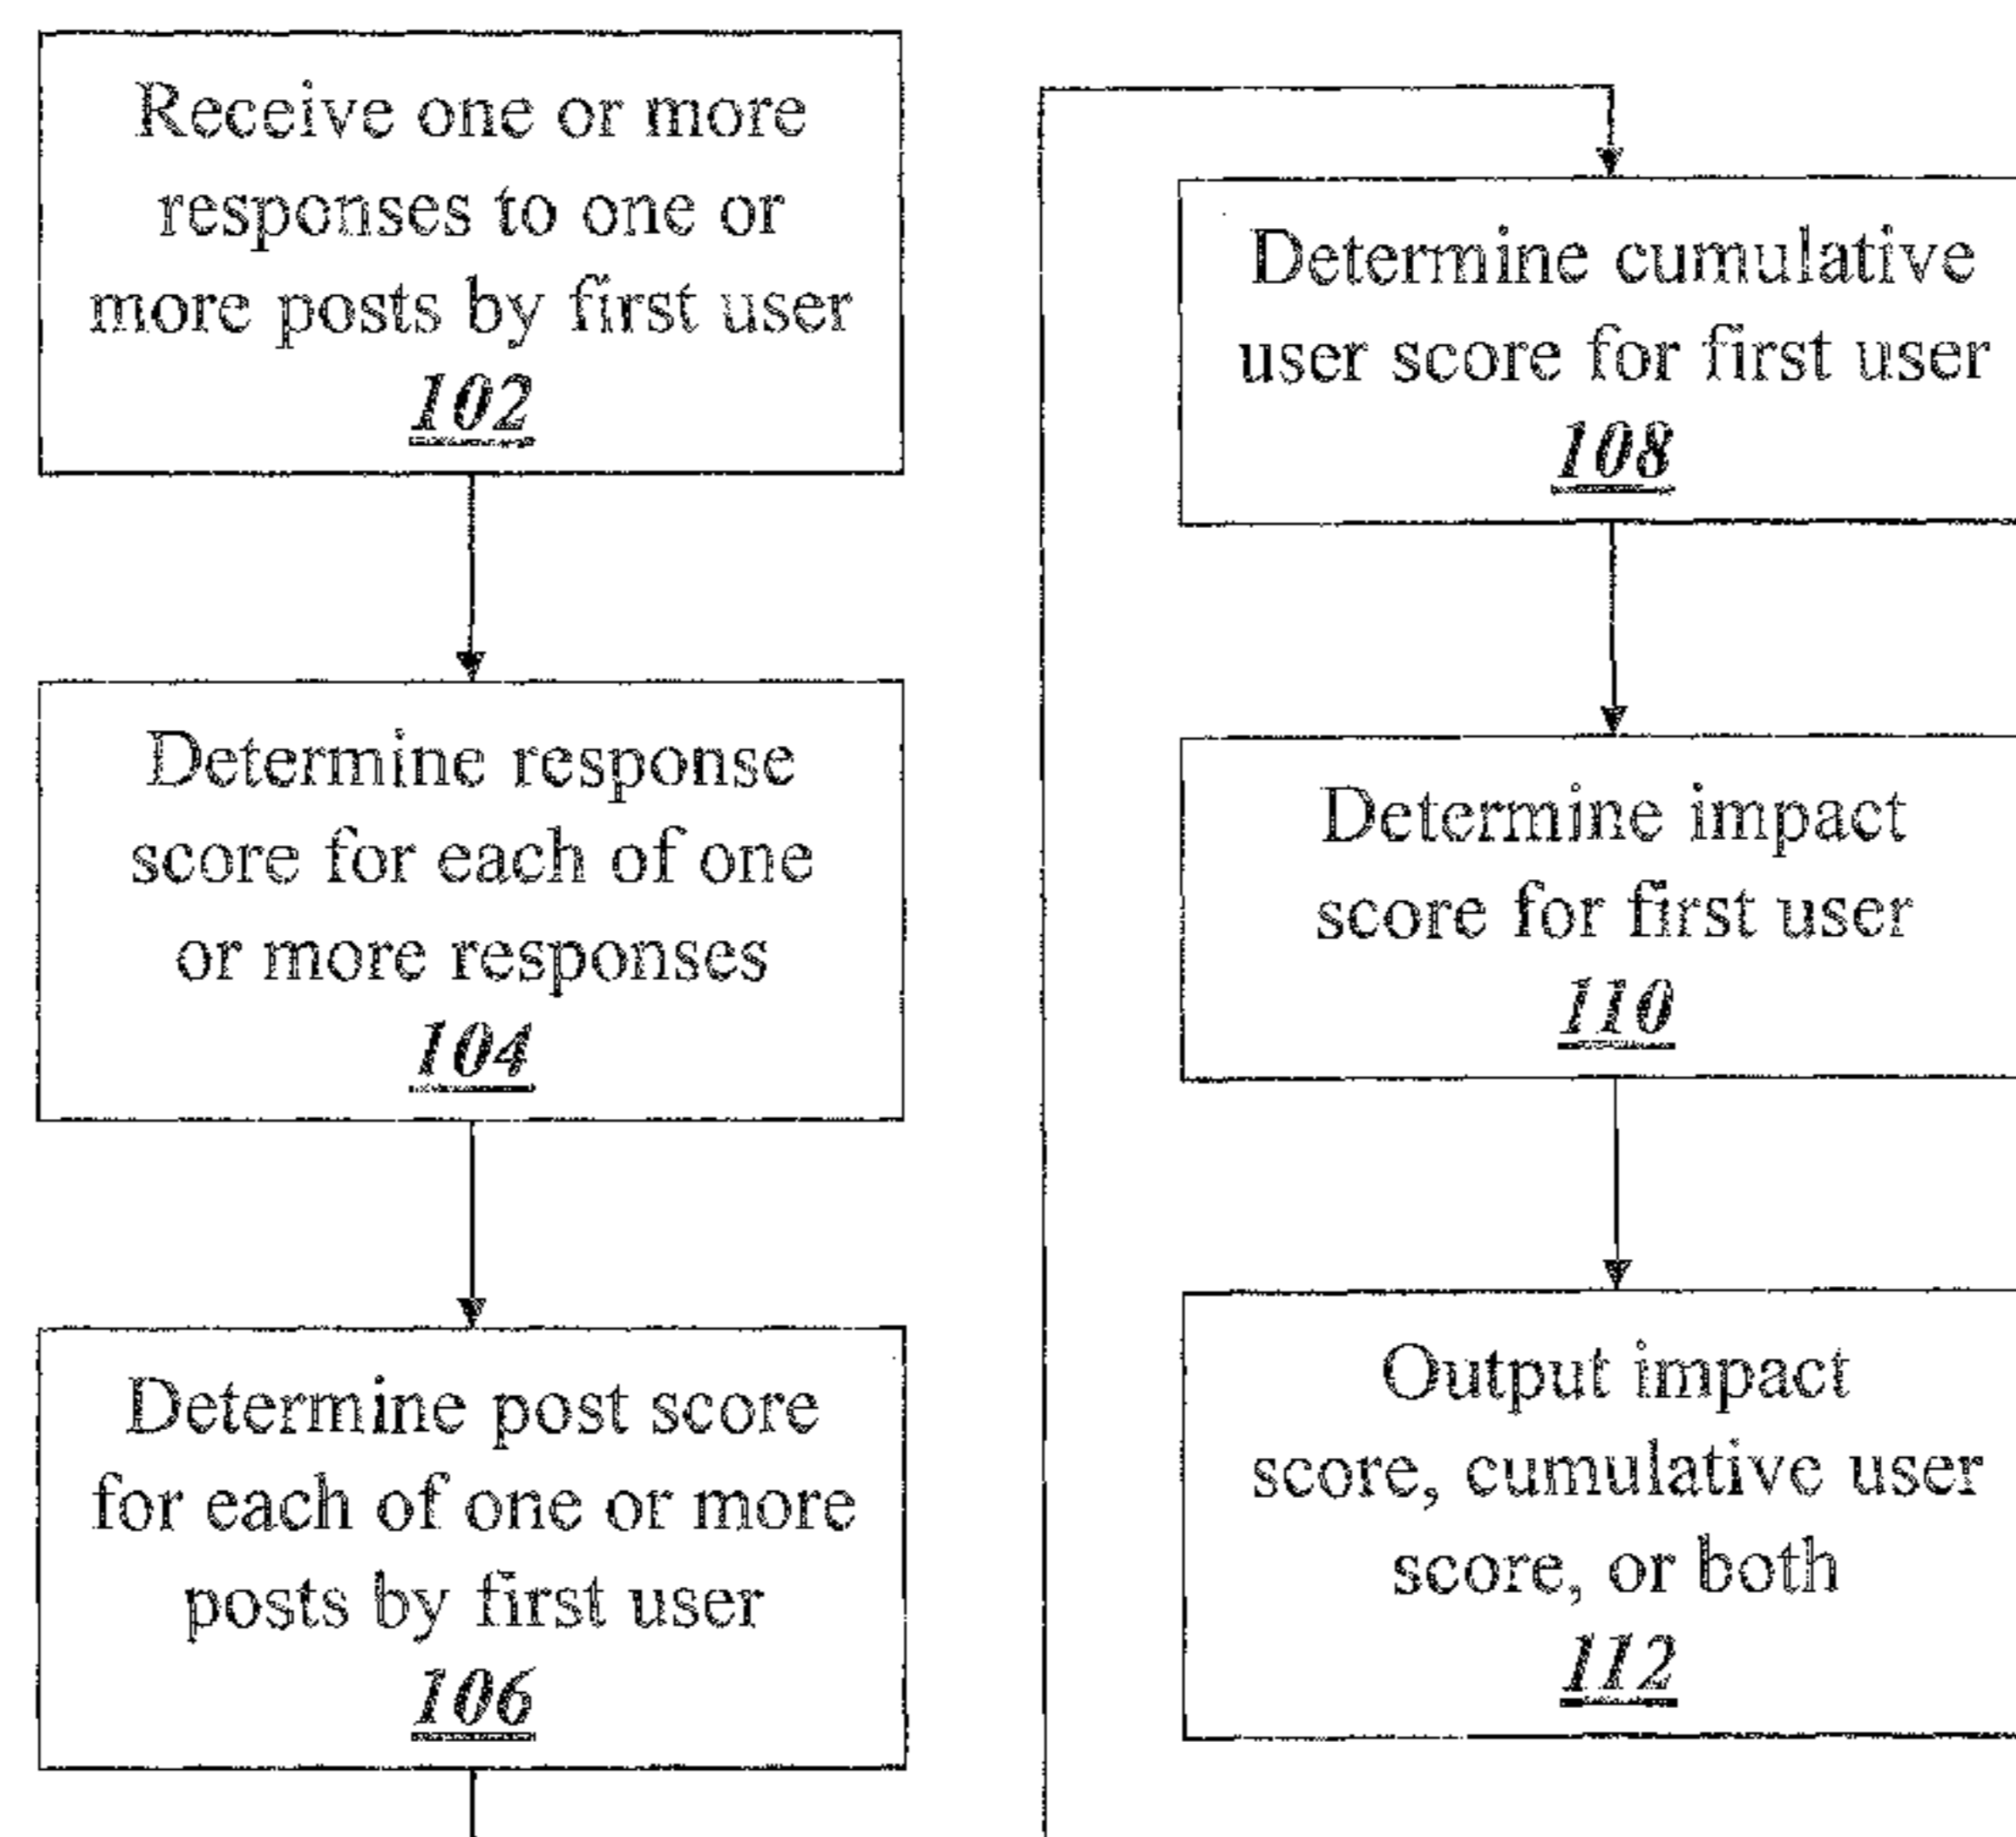 Receive one or more
responses to one or
more posts by first user
102
Determine response
score for each of one
or more responses
104
Determine post score
for each of one or more
posts by first user
106
Determine cumulative
user score for first user
108
Determine impact
score for first user
110
Output impact
score, cumulative user
score, or both
112